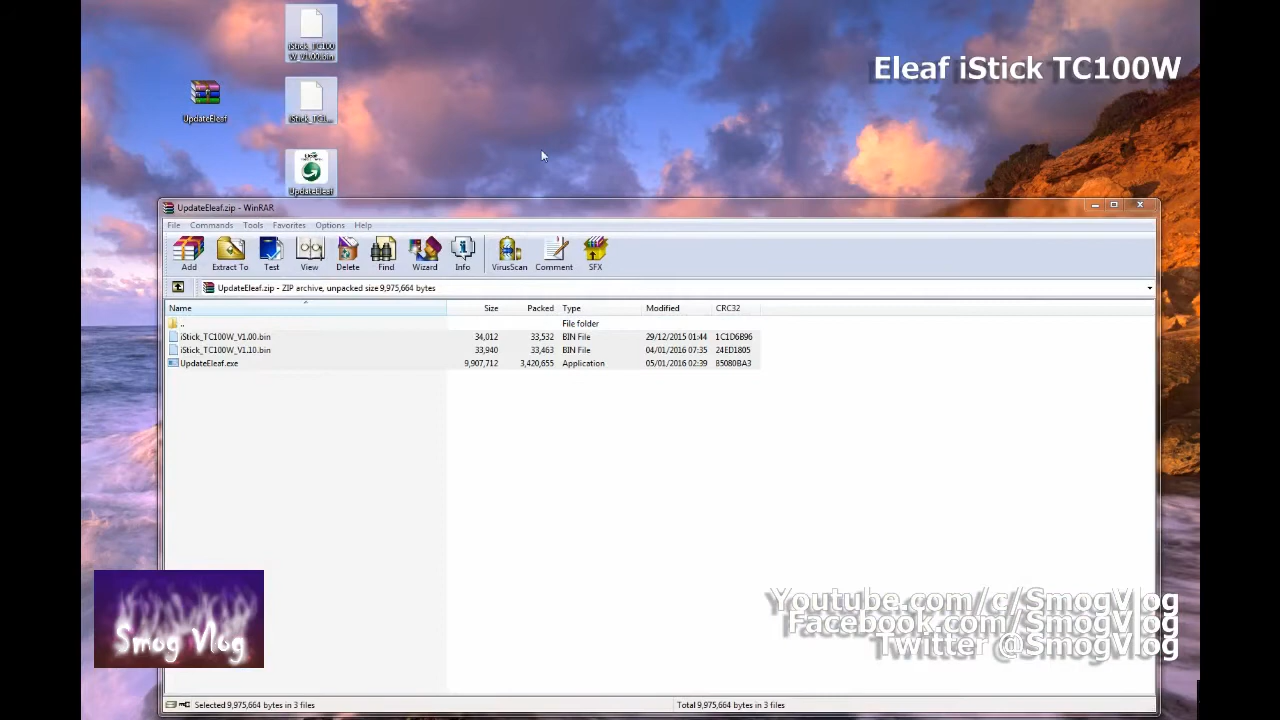 iStick_TC100
W_V1.00.bin
Eleaf iStick TC100W
UpdateEleaf
iStick_TC1...
UpdateEleaf
UpdateEleaf.zip - WinRAR
File Commands Tools Favorites Options Help
Add Extract To Test View Delete Find Wizard Info VirusScan Comment SFX
UpdateEleaf.zip - ZIP archive, unpacked size 9,975,664 bytes
Name Size Packed Type Modified CRC32
.. File folder
iStick_TC100W_V1.00.bin 34,012 33,532 BIN File 29/12/2015 01:44 1C1D6B96
iStick_TC100W_V1.10.bin 33,940 33,463 BIN File 04/01/2016 07:35 24ED1805
UpdateEleaf.exe 9,907,712 3,420,655 Application 05/01/2016 02:39 85080BA3
Smog Vlog
Youtube.com/c/SmogVlog
Facebook.com/SmogVlog
Twitter @SmogVlog
Selected 9,975,664 bytes in 3 files Total 9,975,664 bytes in 3 files